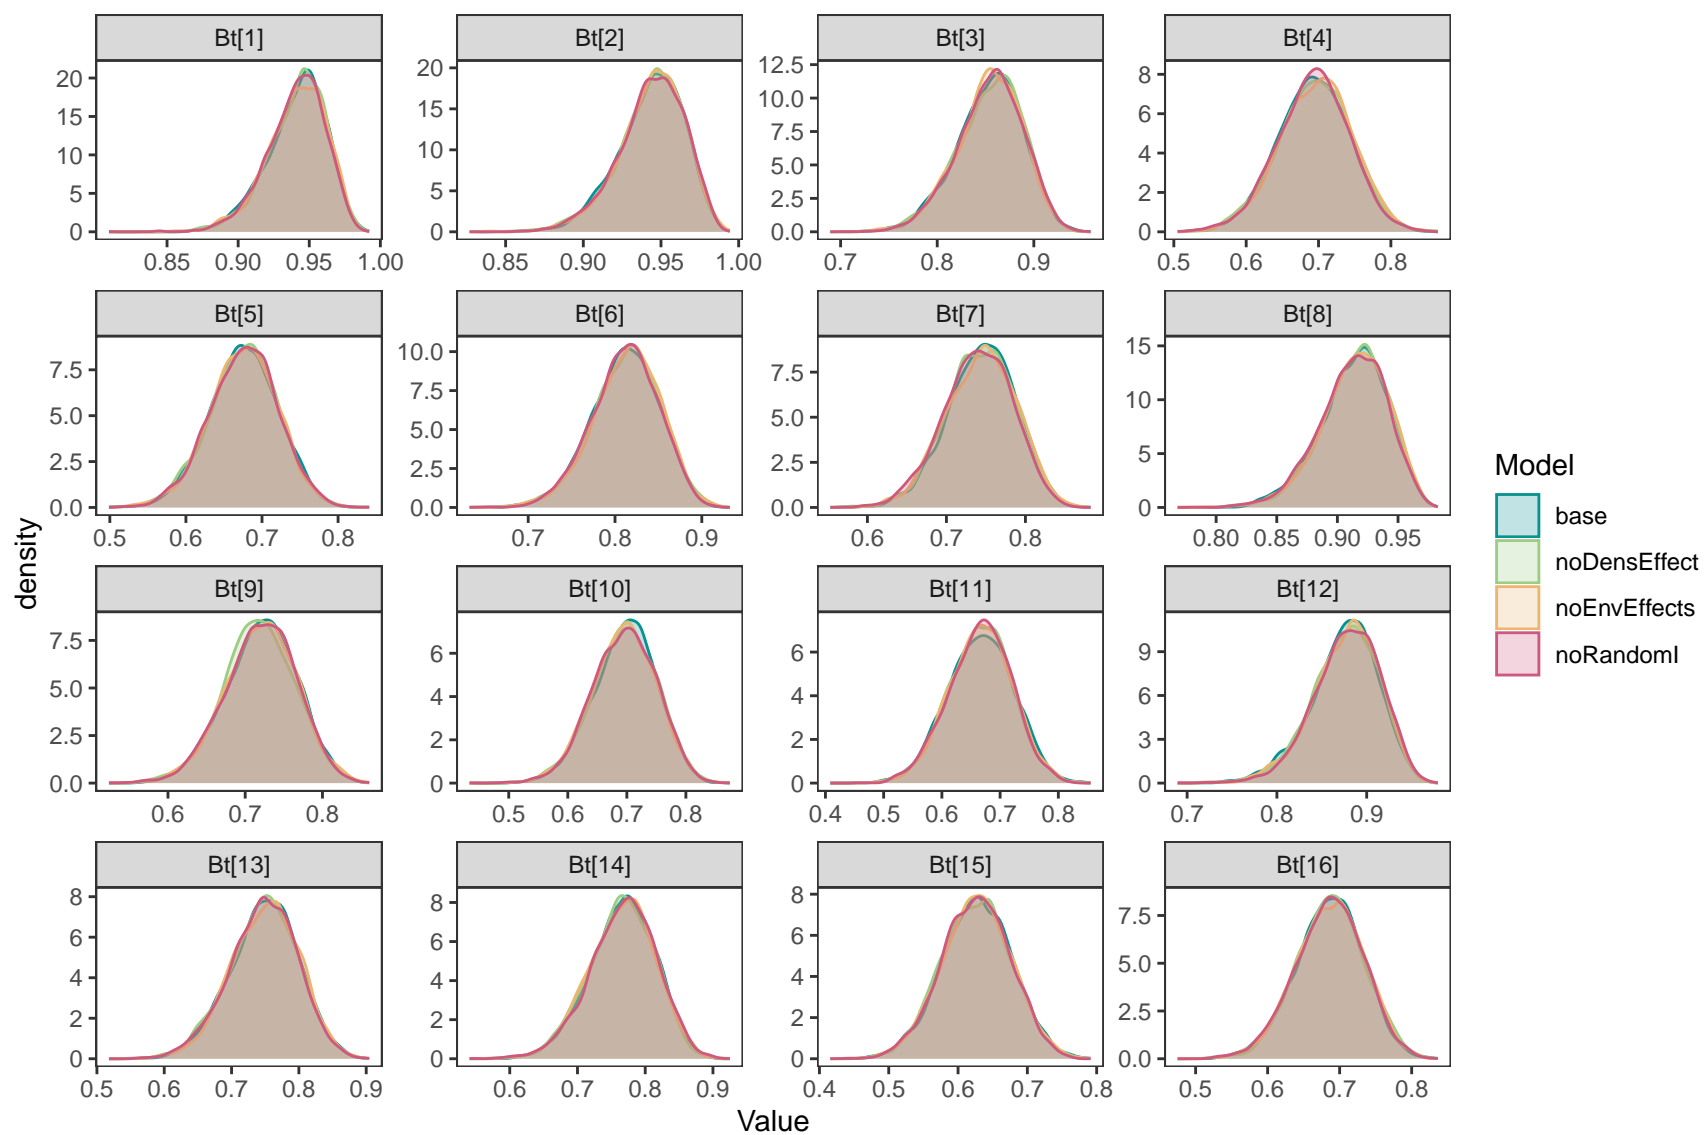 Bt[1] Bt[2] Bt[3] Bt[4]
20 15 10 5 0
20 15 10 5 0
12.5 10.0 7.5 5.0 2.5 0.0
8 6 4 2 0
0.85 0.90 0.95 1.00
0.85 0.90 0.95 1.00
0.7 0.8 0.9
0.5 0.6 0.7 0.8
Bt[5] Bt[6] Bt[7] Bt[8]
7.5 5.0 2.5 0.0
10.0 7.5 5.0 2.5 0.0
7.5 5.0 2.5 0.0
15 10 5 0
0.5 0.6 0.7 0.8
0.7 0.8 0.9
0.6 0.7 0.8
0.80 0.85 0.90 0.95
Bt[9] Bt[10] Bt[11] Bt[12]
7.5 5.0 2.5 0.0
6 4 2 0
6 4 2 0
9 6 3 0
0.6 0.7 0.8
0.5 0.6 0.7 0.8
0.4 0.5 0.6 0.7 0.8
0.7 0.8 0.9
Bt[13] Bt[14] Bt[15] Bt[16]
8 6 4 2 0
8 6 4 2 0
8 6 4 2 0
7.5 5.0 2.5 0.0
0.5 0.6 0.7 0.8 0.9
0.6 0.7 0.8 0.9
0.4 0.5 0.6 0.7 0.8
0.5 0.6 0.7 0.8
density
Value
Model
base
noDensEffect
noEnvEffects
noRandomI